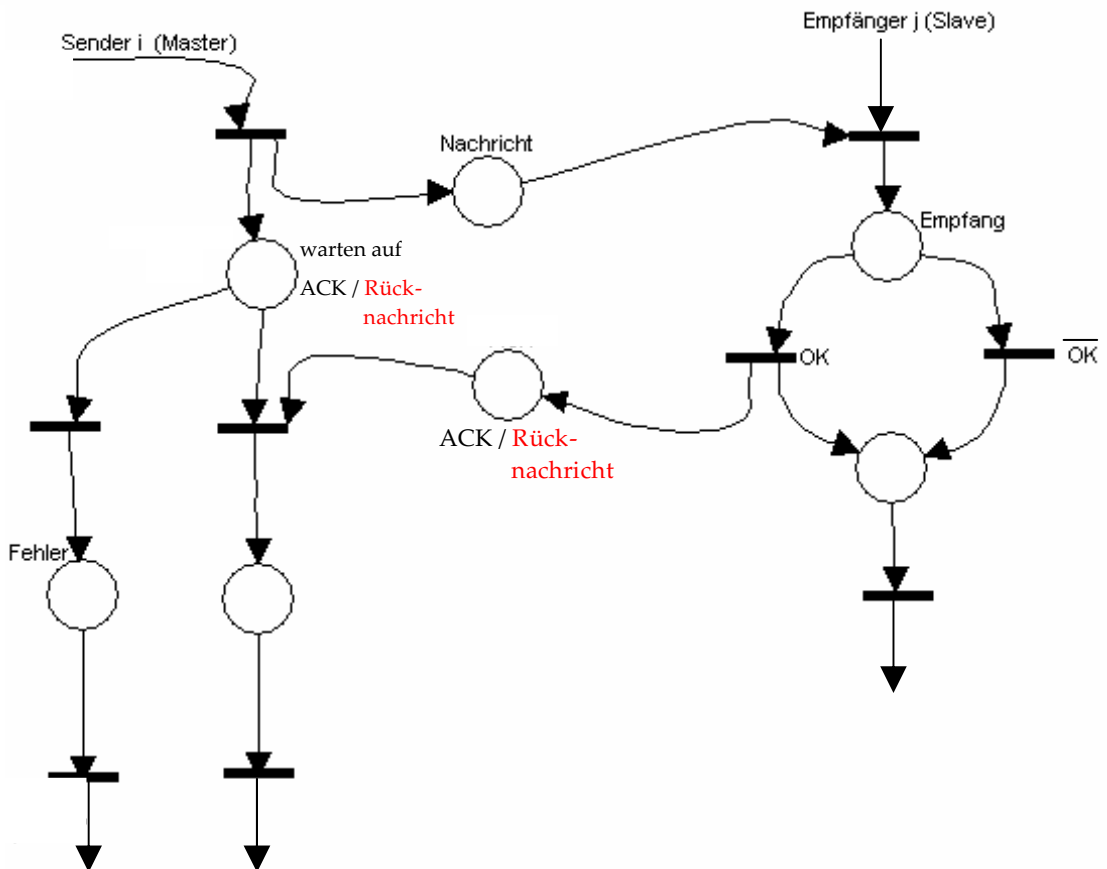 Sender i (Master)
Empfänger j (Slave)
Nachricht
Empfang
warten auf
ACK / Rück-
nachricht
OK
OK
ACK / Rück-
nachricht
Fehler